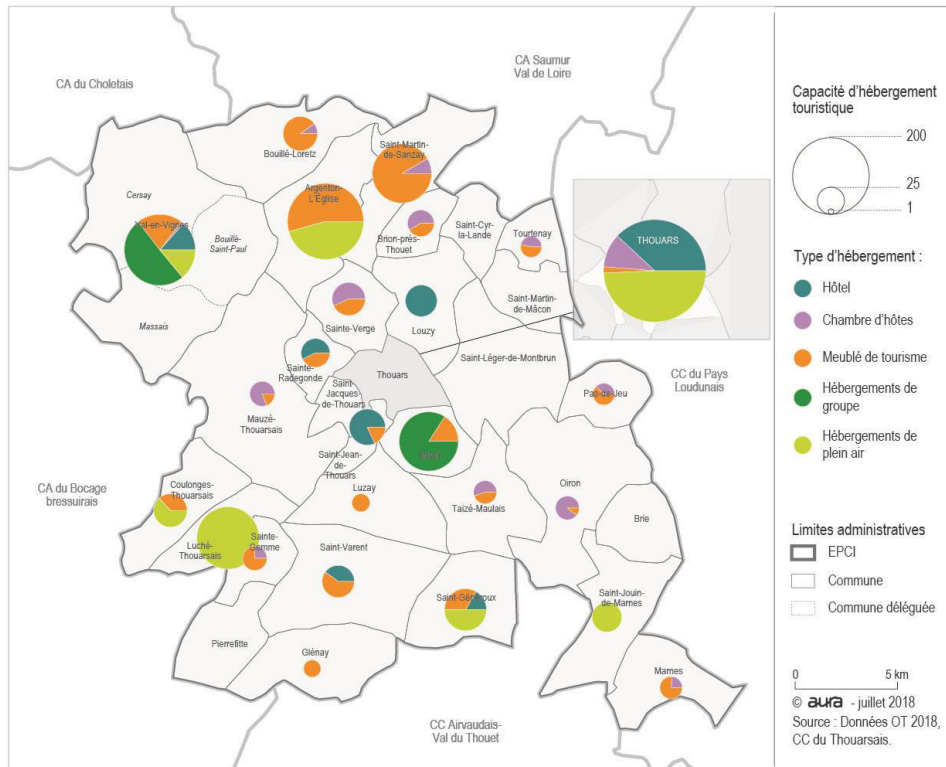 CA du Choletais
CA Saumur
Val de Loire
Bouillé-Loretz
Saint-Martin-
de-Sanzay
Cersay
Argenton-
L'Église
Val-en-Vignes
Bouillé-
Saint-Paul
Brion-près-
Thouet
Saint-Cyr-
la-Lande
Tourtenay
THOUARS
Massais
Sainte-Verge
Louzy
Saint-Martin-
de-Mâcon
Sainte-
Radegonde
Thouars
Saint-Léger-de-Montbrun
CC du Pays
Loudunais
Saint
Jacques-
de-Thouars
Mauzé-
Thouarsais
Pas-de-Jeu
Saint-Jean-
de-
Thouars
CA du Bocage
bressuirais
Coulonges-
Thouarsais
Luzay
Taizé-Maulais
Oiron
Brie
Luché-
Thouarsais
Sainte-
Gemme
Saint-Varent
Saint-Généroux
Saint-Jouin-
de-Marnes
Pierrefitte
Glénay
Marnes
CC Airvaudais-
Val du Thouet
Capacité d'hébergement
touristique
200
25
1
Type d'hébergement :
Hôtel
Chambre d'hôtes
Meublé de tourisme
Hébergements de
groupe
Hébergements de
plein air
Limites administratives
EPCI
Commune
Commune déléguée
0 5 km
© aura - juillet 2018
Source : Données OT 2018,
CC du Thouarsais.